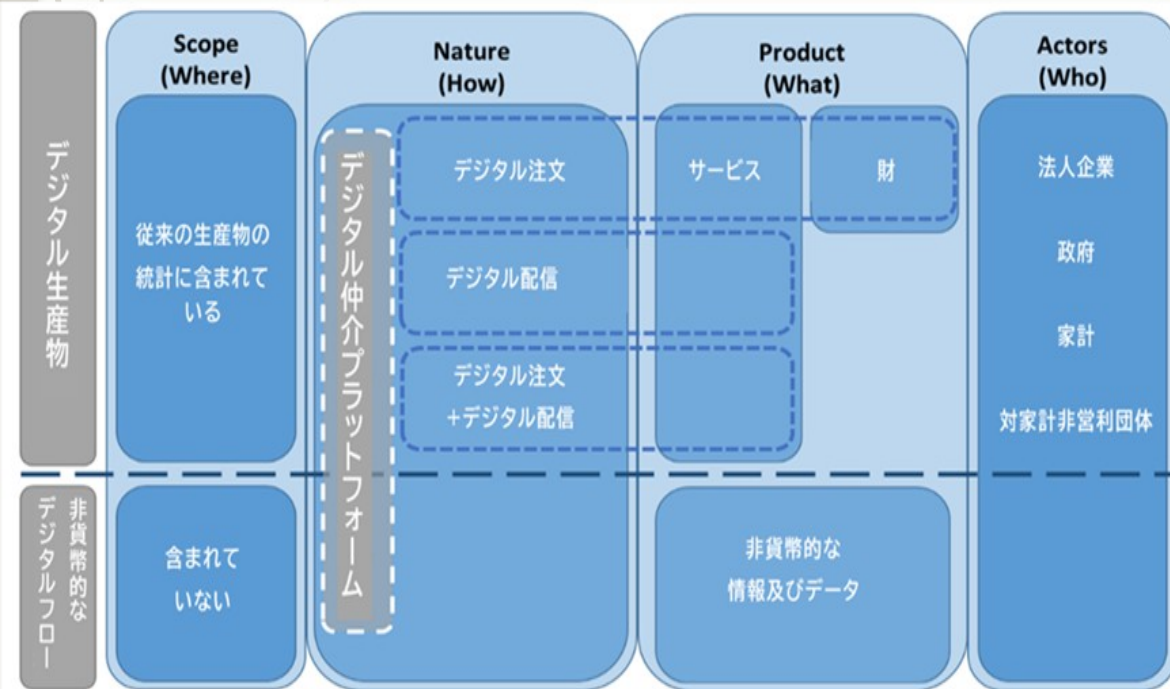 Scope
(Where)
Nature
(How)
Product
(What)
Actors
(Who)
デジタル生産物
従来の生産物の
統計に含まれて
いる
デジタル仲介プラットフォーム
デジタル注文
サービス
財
デジタル配信
デジタル注文
+デジタル配信
法人企業
政府
家計
対家計非営利団体
非貨幣的な
デジタルフロー
含まれて
いない
非貨幣的な
情報及びデータ